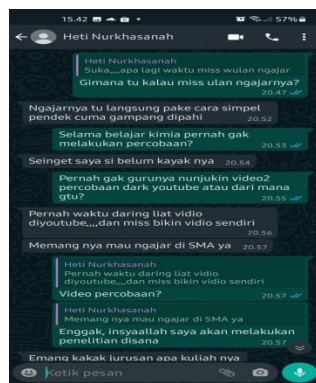 15.42
57%
Heti Nurkhasanah
Heti Nurkhasanah
Suka,,,,apa lagi waktu miss wulan ngajar
Gimana tu kalau miss ulan ngajarnya?
20.47
Ngajarnya tu langsung pake cara simpel
pendek cuma gampang dipahi 20.52
Selama belajar kimia pernah gak
melakukan percobaan? 20.53
Seinget saya si belum kayak nya 20.54
Pernah gak gurunya nunjukin video2
percobaan dark youtube atau dari mana
gtu? 20.55
Pernah waktu daring liat vidio
diyoutube,,,,dan miss bikin vidio sendiri
20.56
Memang nya mau ngajar di SMA ya 20.57
Heti Nurkhasanah
Pernah waktu daring liat vidio
diyoutube,,,,dan miss bikin vidio sendiri
Video percobaan? 20.57
Heti Nurkhasanah
Memang nya mau ngajar di SMA ya
Enggak, insyaallah saya akan melakukan
penelitian disana 20.57
Emang kakak jurusan apa kuliah nya
Ketik pesan